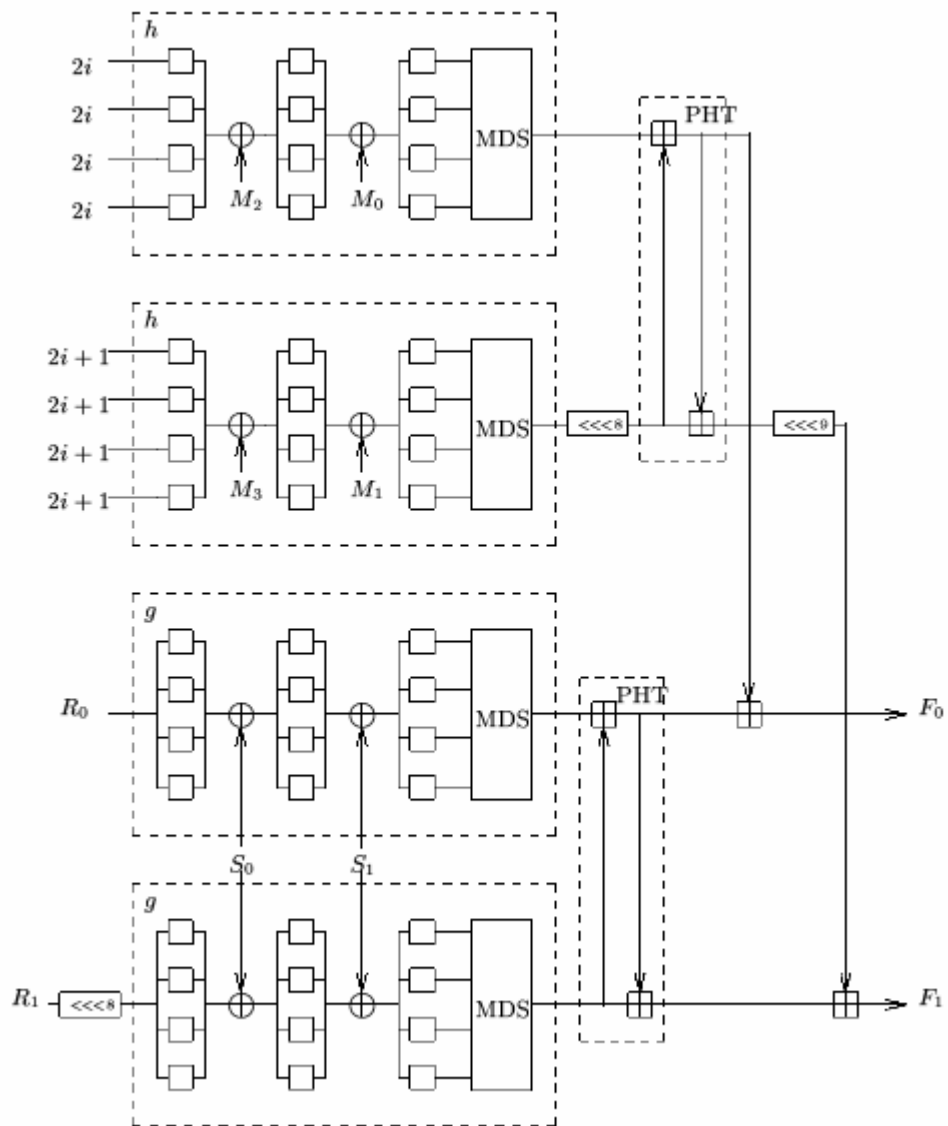 h
2i
2i
PHT
MDS
2i
M₂ M₀
2i
h
2i + 1
2i + 1
MDS <<<8 <<<9
2i + 1
M₃ M₁
2i + 1
g
PHT
R₀ MDS F₀
S₀ S₁
g
R₁ <<<8 MDS F₁